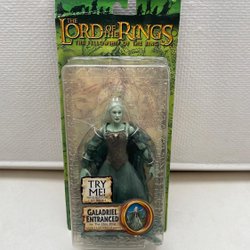 THE
LORD OF THE RINGS
THE FELLOWSHIP OF THE RING
TRY
ME!
GALADRIEL
ENTRANCED